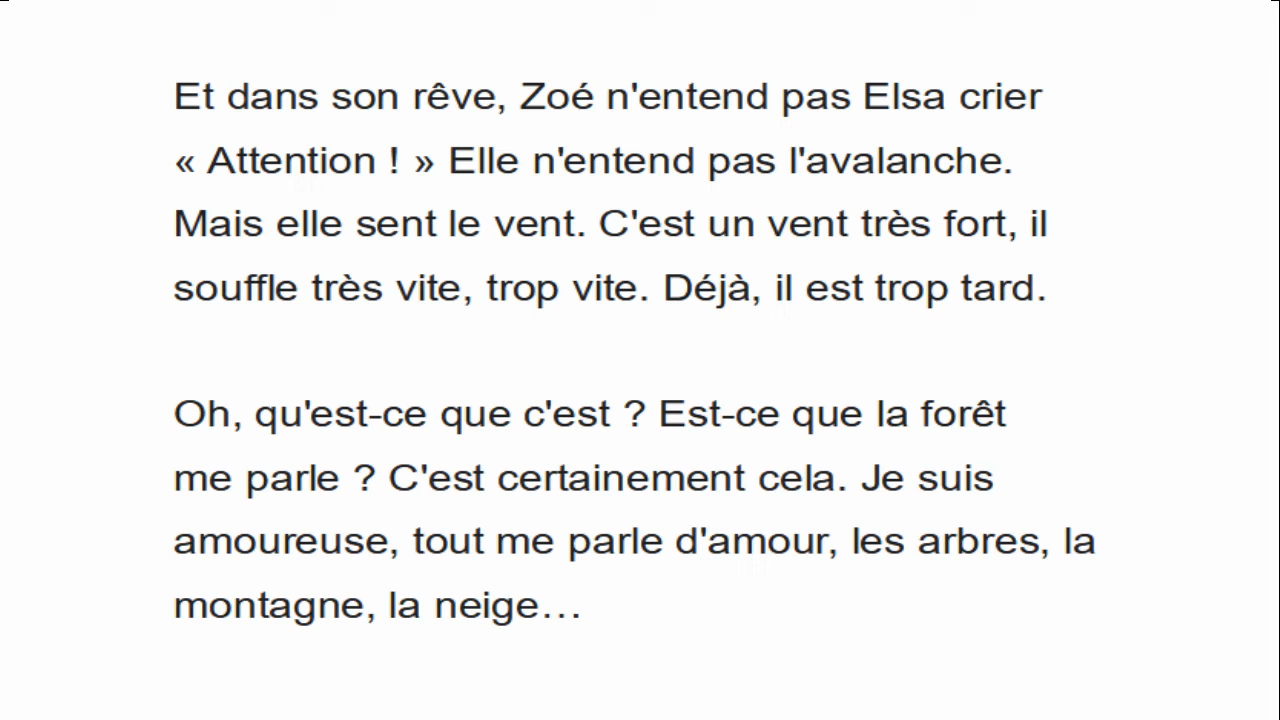 Et dans son rêve, Zoé n'entend pas Elsa crier
« Attention ! » Elle n'entend pas l'avalanche.
Mais elle sent le vent. C'est un vent très fort, il
souffle très vite, trop vite. Déjà, il est trop tard.
Oh, qu'est-ce que c'est ? Est-ce que la forêt
me parle ? C'est certainement cela. Je suis
amoureuse, tout me parle d'amour, les arbres, la
montagne, la neige…